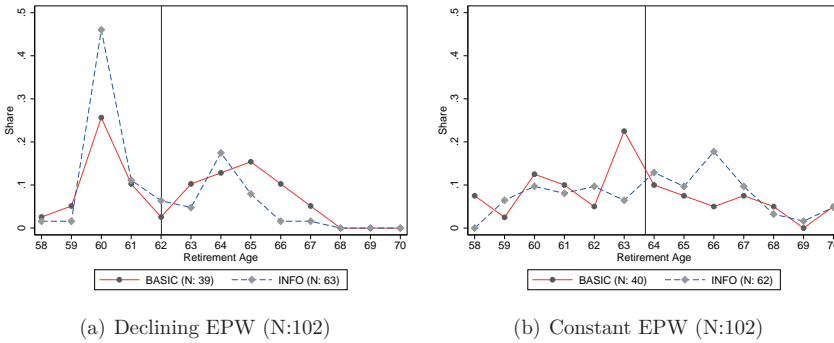 .5
.4
.3
.2
.1
0
Share
58 59 60 61 62 63 64 65 66 67 68 69 70
Retirement Age
BASIC (N: 39) INFO (N: 63)
(a) Declining EPW (N:102)
.5
.4
.3
.2
.1
0
Share
58 59 60 61 62 63 64 65 66 67 68 69 70
Retirement Age
BASIC (N: 40) INFO (N: 62)
(b) Constant EPW (N:102)